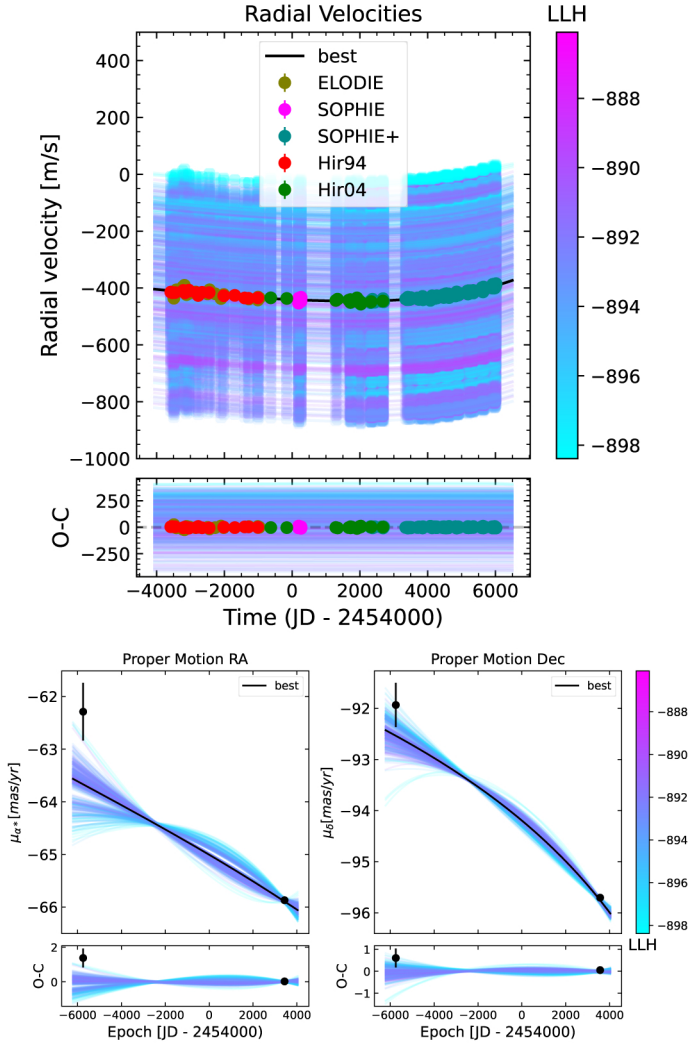 Radial Velocities
LLH
400
200
0
−200
−400
−600
−800
−1000
Radial velocity [m/s]
best
ELODIE
SOPHIE
SOPHIE+
Hir94
Hir04
−888
−890
−892
−894
−896
−898
250
0
−250
O-C
−4000 −2000 0 2000 4000 6000
Time (JD - 2454000)
Proper Motion RA
best
−62
−63
−64
−65
−66
μα*[mas/yr]
2
0
O-C
−6000 −4000 −2000 0 2000 4000
Epoch [JD - 2454000)
Proper Motion Dec
best
−92
−93
−94
−95
−96
μδ[mas/yr]
1
0
−1
O-C
−6000 −4000 −2000 0 2000 4000
Epoch [JD - 2454000)
−888
−890
−892
−894
−896
−898
LLH